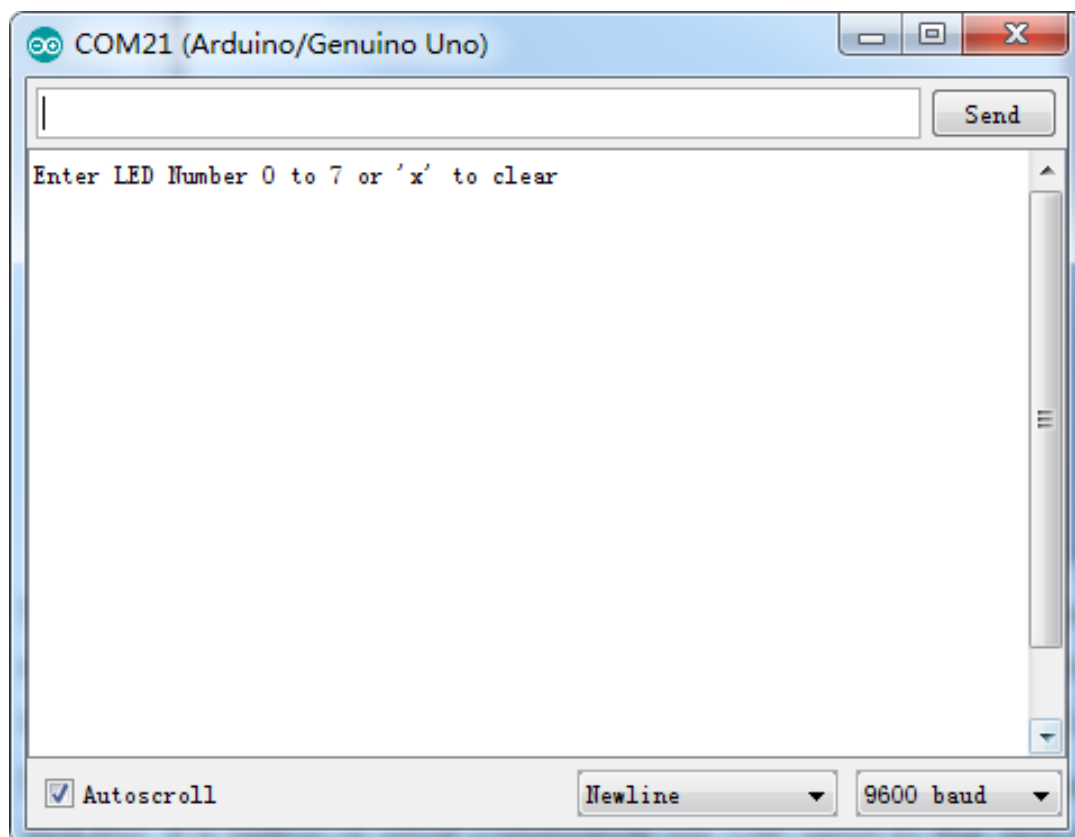 COM21 (Arduino/Genuino Uno)
Send
Enter LED Number 0 to 7 or 'x' to clear
Autoscroll
Newline
9600 baud